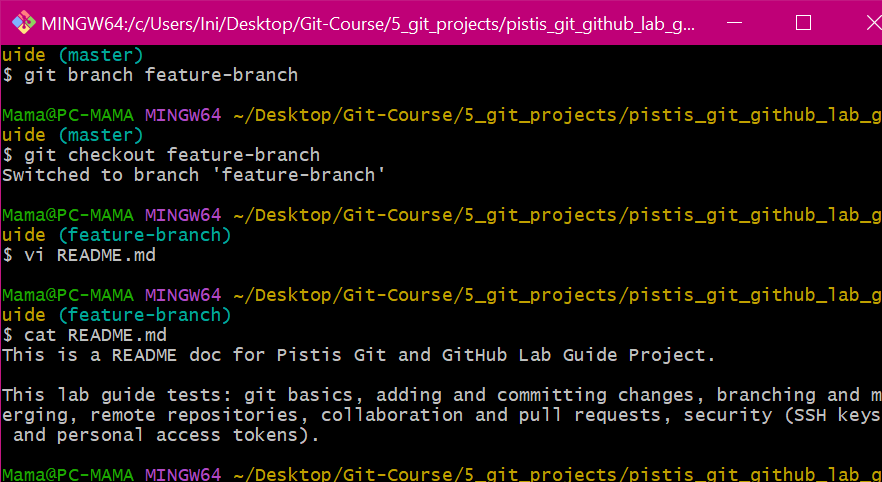 MINGW64:/c/Users/Ini/Desktop/Git-Course/5_git_projects/pistis_git_github_lab_g...
uide (master)
$ git branch feature-branch
Mama@PC-MAMA MINGW64 ~/Desktop/Git-Course/5_git_projects/pistis_git_github_lab_g
uide (master)
$ git checkout feature-branch
Switched to branch 'feature-branch'
Mama@PC-MAMA MINGW64 ~/Desktop/Git-Course/5_git_projects/pistis_git_github_lab_g
uide (feature-branch)
$ vi README.md
Mama@PC-MAMA MINGW64 ~/Desktop/Git-Course/5_git_projects/pistis_git_github_lab_g
uide (feature-branch)
$ cat README.md
This is a README doc for Pistis Git and GitHub Lab Guide Project.
This lab guide tests: git basics, adding and committing changes, branching and m
erging, remote repositories, collaboration and pull requests, security (SSH keys
 and personal access tokens).
Mama@PC-MAMA MINGW64 ~/Desktop/Git-Course/5_git_projects/pistis_git_github_lab_g